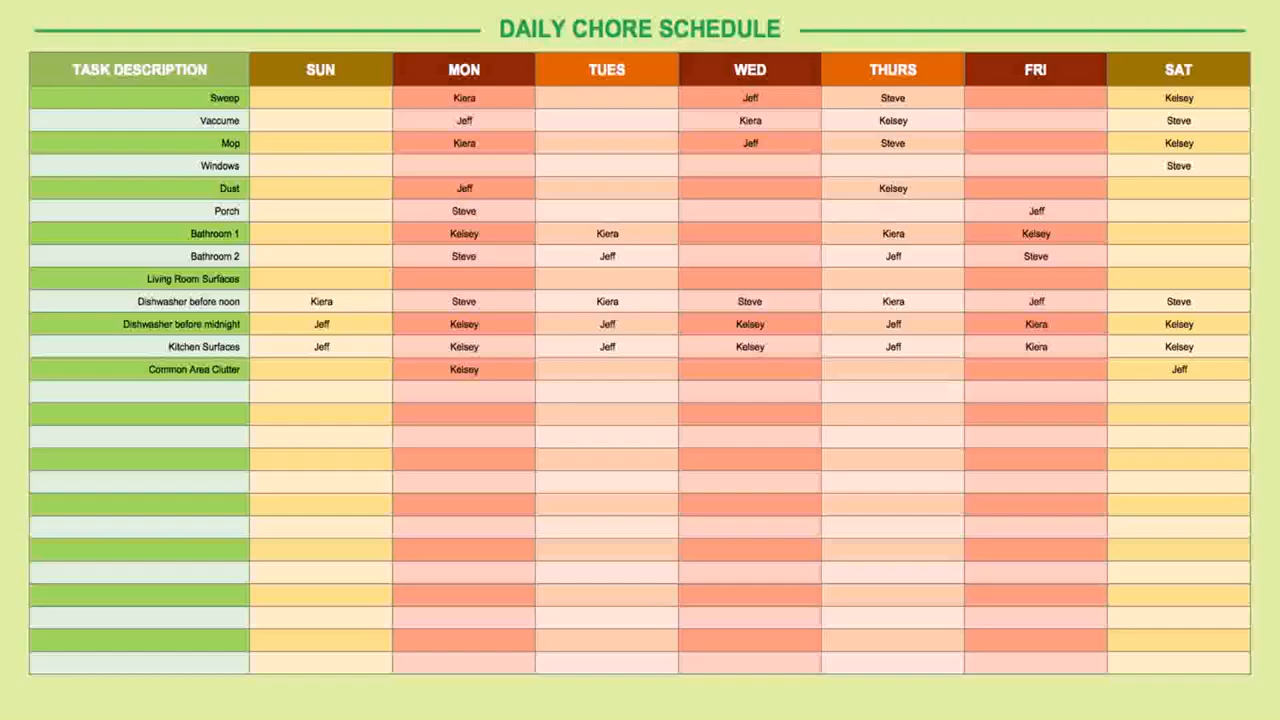 DAILY CHORE SCHEDULE
TASK DESCRIPTION SUN MON TUES WED THURS FRI SAT
Sweep Kiera Jeff Steve Kelsey
Vaccume Jeff Kiera Kelsey Steve
Mop Kiera Jeff Steve Kelsey
Windows Steve
Dust Jeff Kelsey
Porch Steve Jeff
Bathroom 1 Kelsey Kiera Kiera Kelsey
Bathroom 2 Steve Jeff Jeff Steve
Living Room Surfaces
Dishwasher before noon Kiera Steve Kiera Steve Kiera Jeff Steve
Dishwasher before midnight Jeff Kelsey Jeff Kelsey Jeff Kiera Kelsey
Kitchen Surfaces Jeff Kelsey Jeff Kelsey Jeff Kiera Kelsey
Common Area Clutter Kelsey Jeff